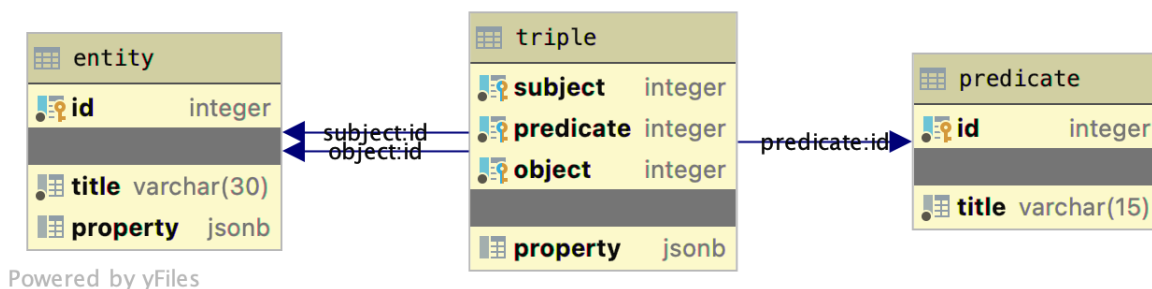 entity
id integer
title varchar(30)
property jsonb
subject:id
object:id
triple
subject integer
predicate integer
object integer
property jsonb
predicate:id
predicate
id integer
title varchar(15)
Powered by yFiles